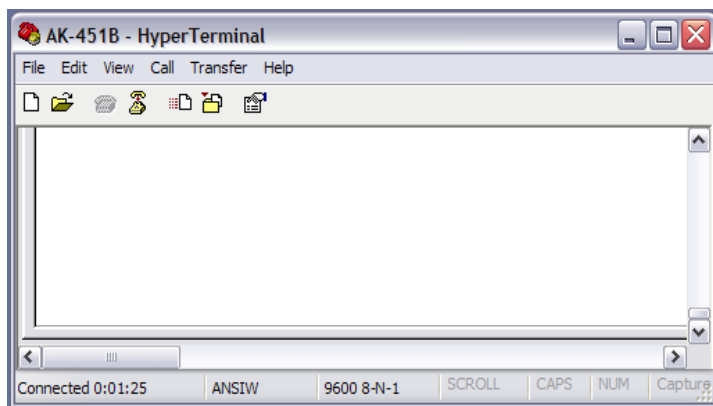 AK-451B - HyperTerminal
File Edit View Call Transfer Help
Connected 0:01:25 ANSIW 9600 8-N-1 SCROLL CAPS NUM Capture